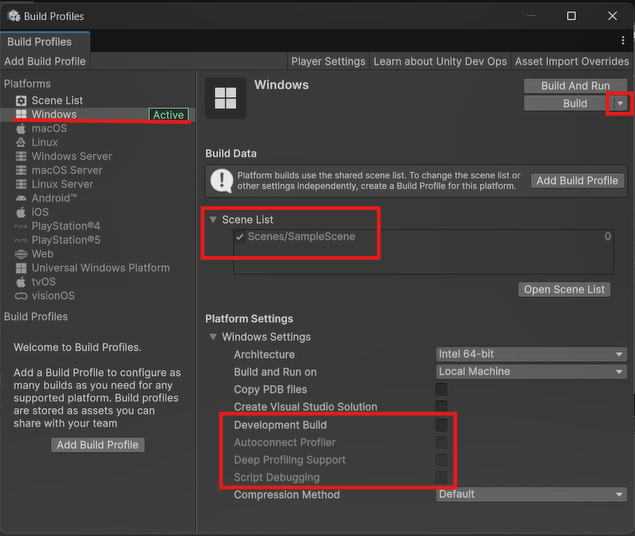 Build Profiles
Build Profiles
Add Build Profile
Player Settings
Learn about Unity Dev Ops
Asset Import Overrides
Platforms
Scene List
Windows
Active
macOS
Linux
Windows Server
macOS Server
Linux Server
Android™
iOS
PlayStation®4
PlayStation®5
Web
Universal Windows Platform
tvOS
visionOS
Build Profiles
Welcome to Build Profiles.
Add a Build Profile to configure as
many builds as you need for any
supported platform. Build profiles
are stored as assets you can
share with your team
Add Build Profile
Windows
Build And Run
Build
Build Data
Platform builds use the shared scene list. To change the scene list or
other settings independently, create a Build Profile for this platform.
Add Build Profile
Scene List
Scenes/SampleScene 0
Open Scene List
Platform Settings
Windows Settings
Architecture Intel 64-bit
Build and Run on Local Machine
Copy PDB files
Create Visual Studio Solution
Development Build
Autoconnect Profiler
Deep Profiling Support
Script Debugging
Compression Method Default